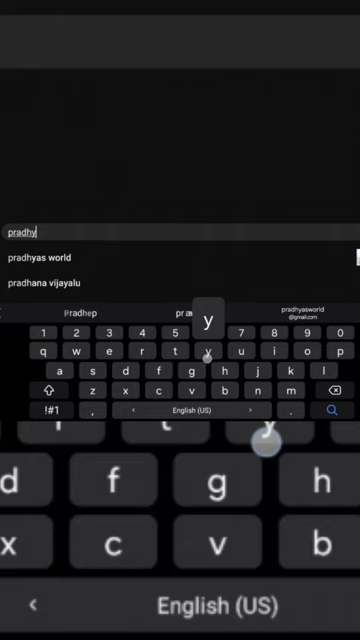 pradhy
pradhyas world
pradhana vijayalu
Pradhep
pradhyasworld
@gmail.com
y
1 2 3 4 5 7 8 9 0
q w e r t y u i o p
a s d f g h j k l
z x c v b n m
!#1 , ‹ English (US) › .
y
d f g h
x c v b
‹ English (US)